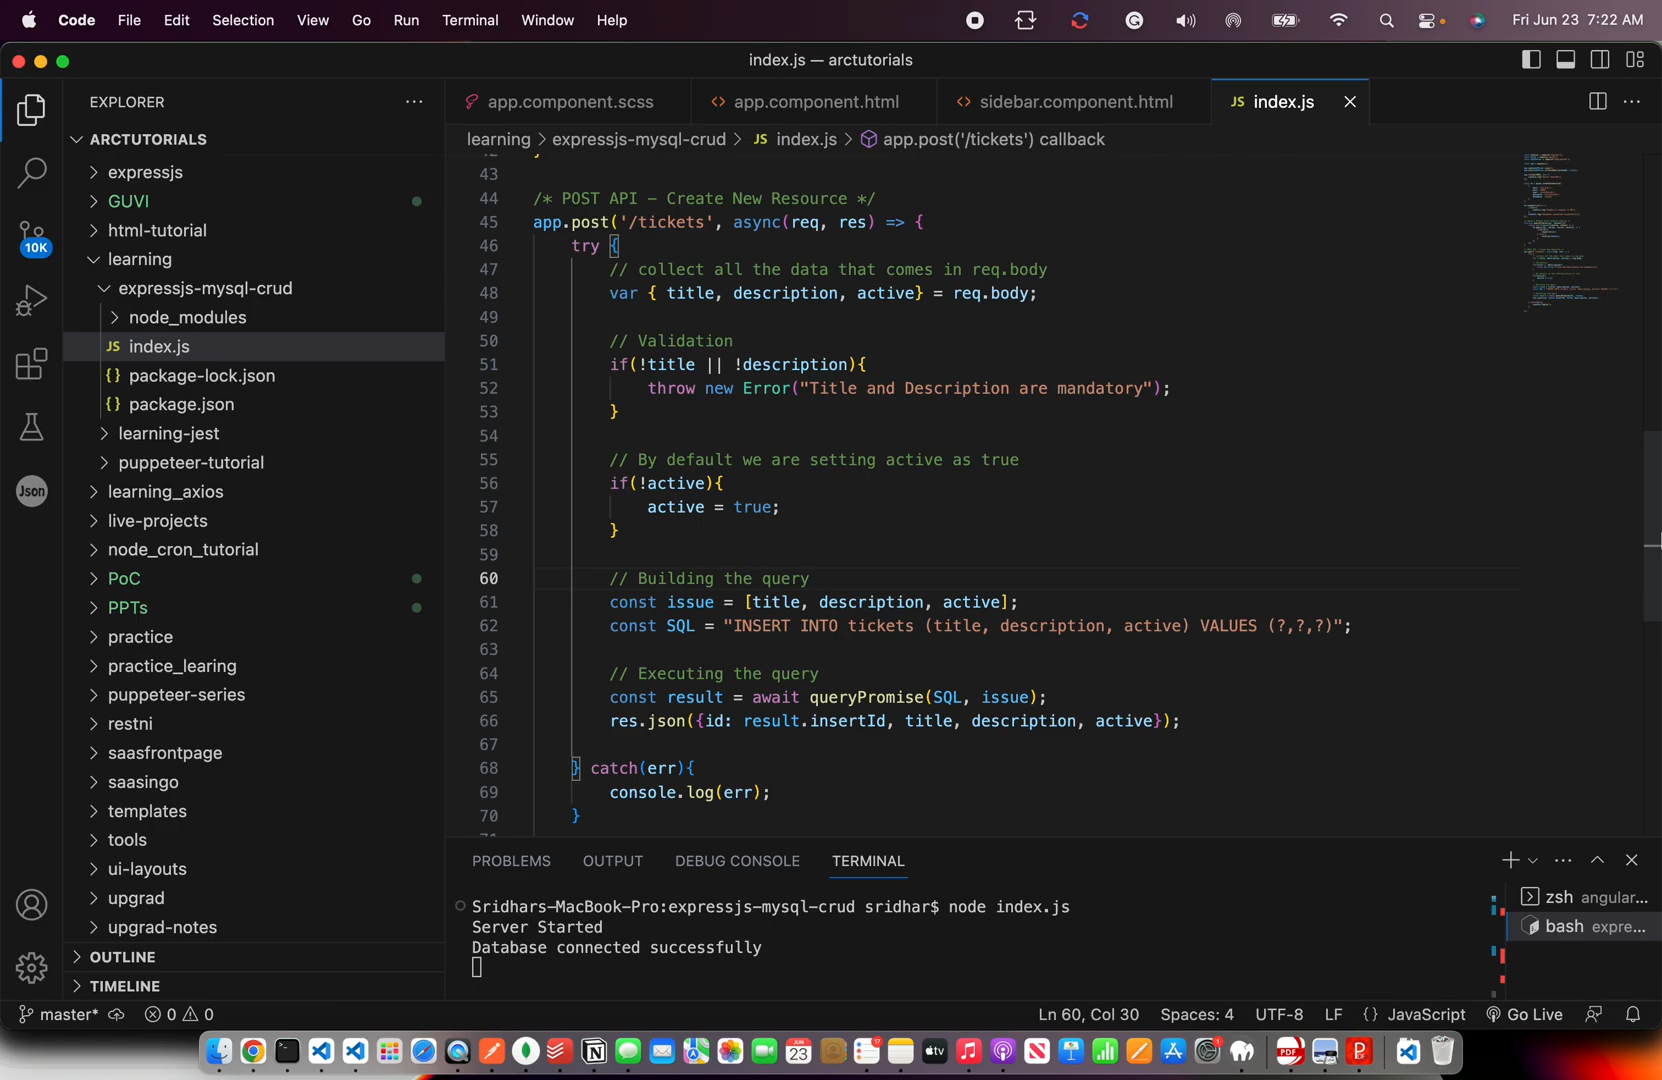 Code File Edit Selection View Go Run Terminal Window Help Fri Jun 23 7:22 AM
index.js — arctutorials
EXPLORER
ARCTUTORIALS
expressjs
GUVI
html-tutorial
learning
expressjs-mysql-crud
node_modules
JS index.js
{} package-lock.json
{} package.json
learning-jest
puppeteer-tutorial
learning_axios
live-projects
node_cron_tutorial
PoC
PPTs
practice
practice_learing
puppeteer-series
restni
saasfrontpage
saasingo
templates
tools
ui-layouts
upgrad
upgrad-notes
OUTLINE
TIMELINE
10K
Json
app.component.scss app.component.html sidebar.component.html JS index.js
learning > expressjs-mysql-crud > JS index.js > app.post('/tickets') callback
43
44 /* POST API – Create New Resource */
45 app.post('/tickets', async(req, res) => {
46 try {
47 // collect all the data that comes in req.body
48 var { title, description, active} = req.body;
49
50 // Validation
51 if(!title || !description){
52 throw new Error("Title and Description are mandatory");
53 }
54
55 // By default we are setting active as true
56 if(!active){
57 active = true;
58 }
59
60 // Building the query
61 const issue = [title, description, active];
62 const SQL = "INSERT INTO tickets (title, description, active) VALUES (?,?,?)";
63
64 // Executing the query
65 const result = await queryPromise(SQL, issue);
66 res.json({id: result.insertId, title, description, active});
67
68 } catch(err){
69 console.log(err);
70 }
PROBLEMS OUTPUT DEBUG CONSOLE TERMINAL
Sridhars-MacBook-Pro:expressjs-mysql-crud sridhar$ node index.js
Server Started
Database connected successfully
zsh angular...
bash expre...
master* 0 0 Ln 60, Col 30 Spaces: 4 UTF-8 LF {} JavaScript Go Live